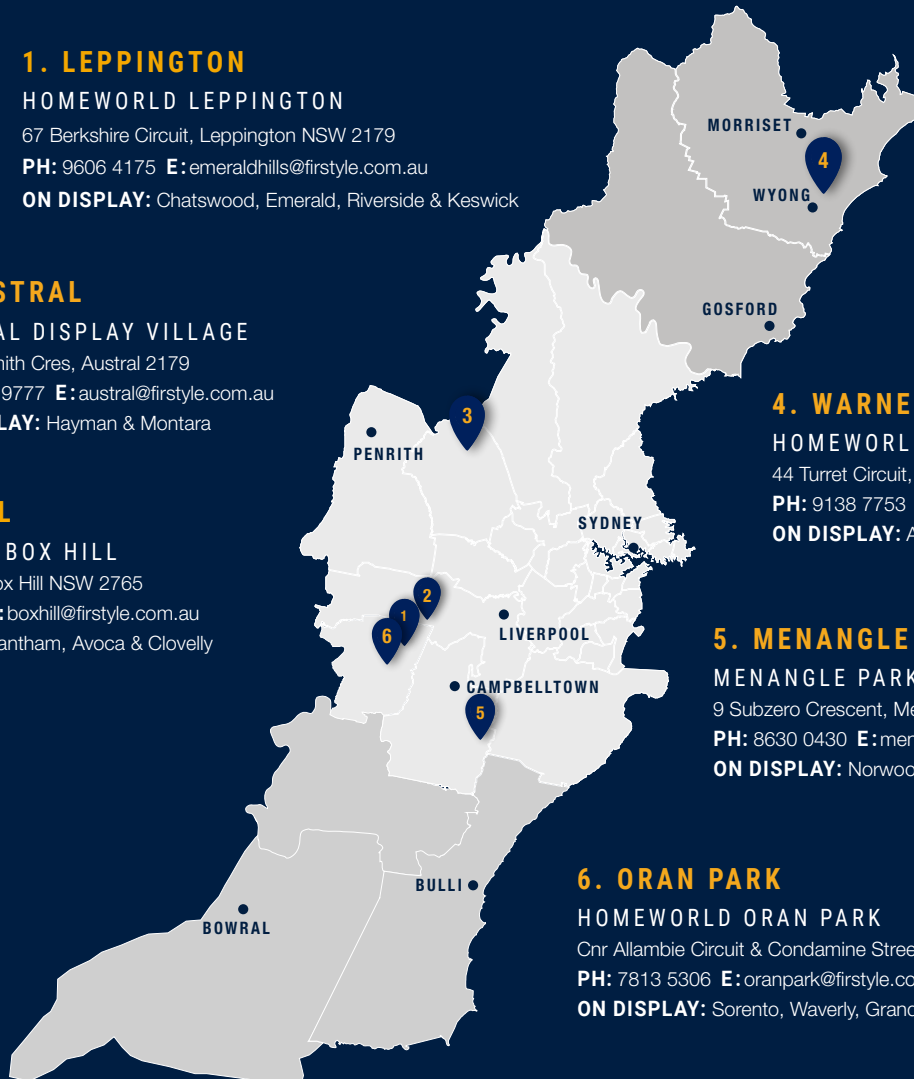 1. LEPPINGTON
HOMEWORLD LEPPINGTON
67 Berkshire Circuit, Leppington NSW 2179
PH: 9606 4175 E: emeraldhills@firstyle.com.au
ON DISPLAY: Chatswood, Emerald, Riverside & Keswick
STRAL
AL DISPLAY VILLAGE
nith Cres, Austral 2179
9777 E: austral@firstyle.com.au
LAY: Hayman & Montara
L
BOX HILL
ox Hill NSW 2765
: boxhill@firstyle.com.au
antham, Avoca & Clovelly
MORRISET
4
WYONG
GOSFORD
3
PENRITH
SYDNEY
2
1
6
LIVERPOOL
CAMPBELLTOWN
5
BULLI
BOWRAL
4. WARNE
HOMEWORL
44 Turret Circuit,
PH: 9138 7753
ON DISPLAY: A
5. MENANGLE
MENANGLE PARK
9 Subzero Crescent, Me
PH: 8630 0430 E: men
ON DISPLAY: Norwoo
6. ORAN PARK
HOMEWORLD ORAN PARK
Cnr Allambie Circuit & Condamine Stree
PH: 7813 5306 E: oranpark@firstyle.co
ON DISPLAY: Sorento, Waverly, Grand